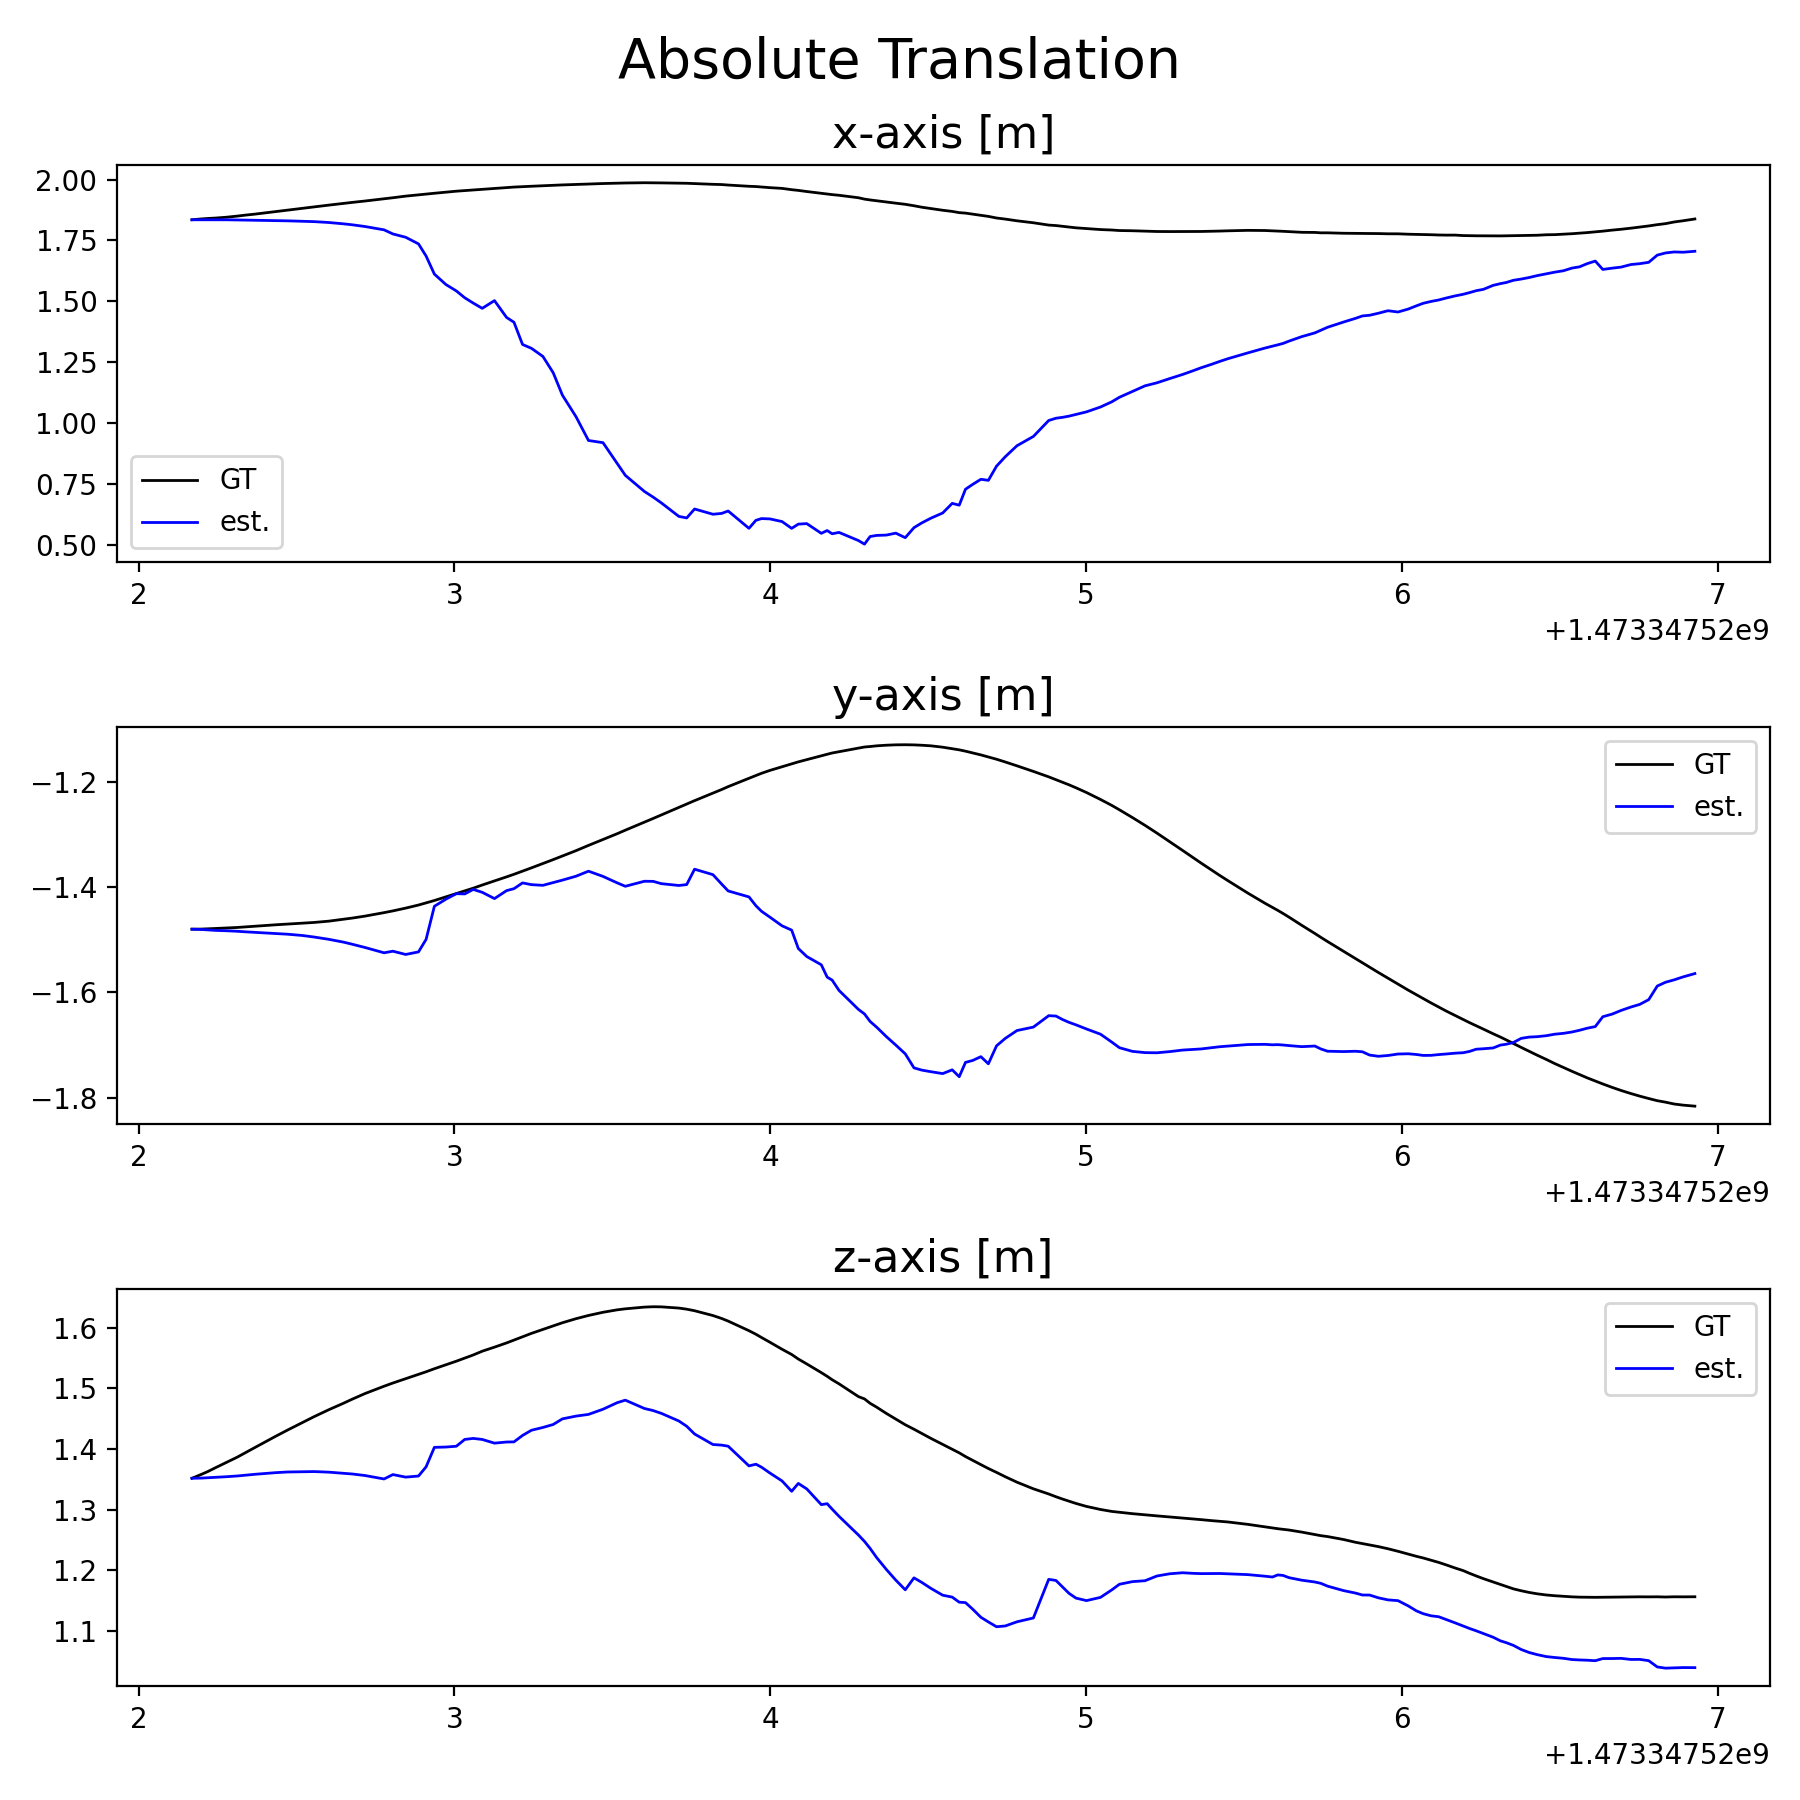 Absolute Translation
x-axis [m]
2.00
1.75
1.50
1.25
1.00
0.75
0.50
GT
est.
2 3 4 5 6 7
+1.47334752e9
y-axis [m]
−1.2
−1.4
−1.6
−1.8
GT
est.
2 3 4 5 6 7
+1.47334752e9
z-axis [m]
1.6
1.5
1.4
1.3
1.2
1.1
GT
est.
2 3 4 5 6 7
+1.47334752e9